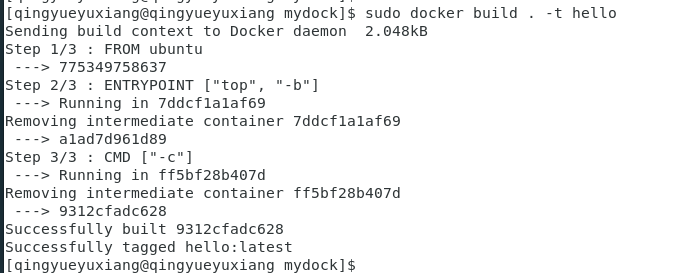 [qingyueyuxiang@qingyueyuxiang mydock]$ sudo docker build . -t hello
Sending build context to Docker daemon  2.048kB
Step 1/3 : FROM ubuntu
 ---> 775349758637
Step 2/3 : ENTRYPOINT ["top", "-b"]
 ---> Running in 7ddcf1a1af69
Removing intermediate container 7ddcf1a1af69
 ---> a1ad7d961d89
Step 3/3 : CMD ["-c"]
 ---> Running in ff5bf28b407d
Removing intermediate container ff5bf28b407d
 ---> 9312cfadc628
Successfully built 9312cfadc628
Successfully tagged hello:latest
[qingyueyuxiang@qingyueyuxiang mydock]$